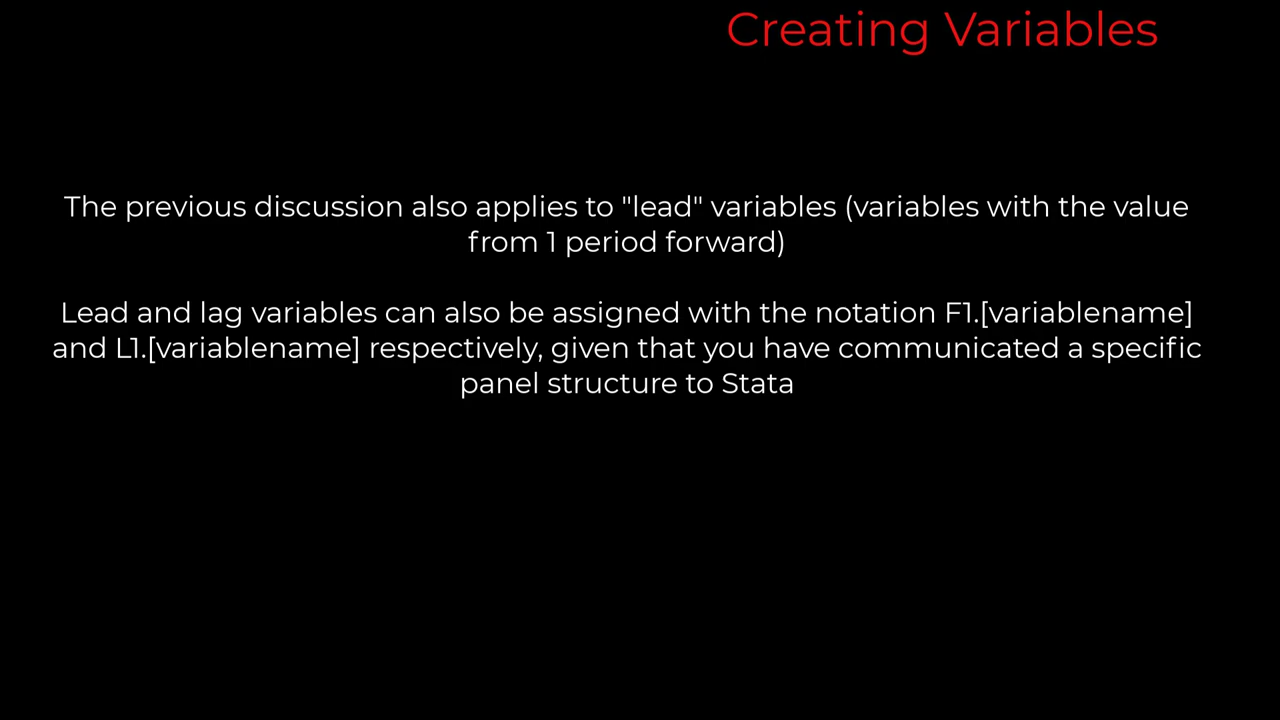 Creating Variables
The previous discussion also applies to "lead" variables (variables with the value
from 1 period forward)
Lead and lag variables can also be assigned with the notation F1.[variablename]
and L1.[variablename] respectively, given that you have communicated a specific
panel structure to Stata